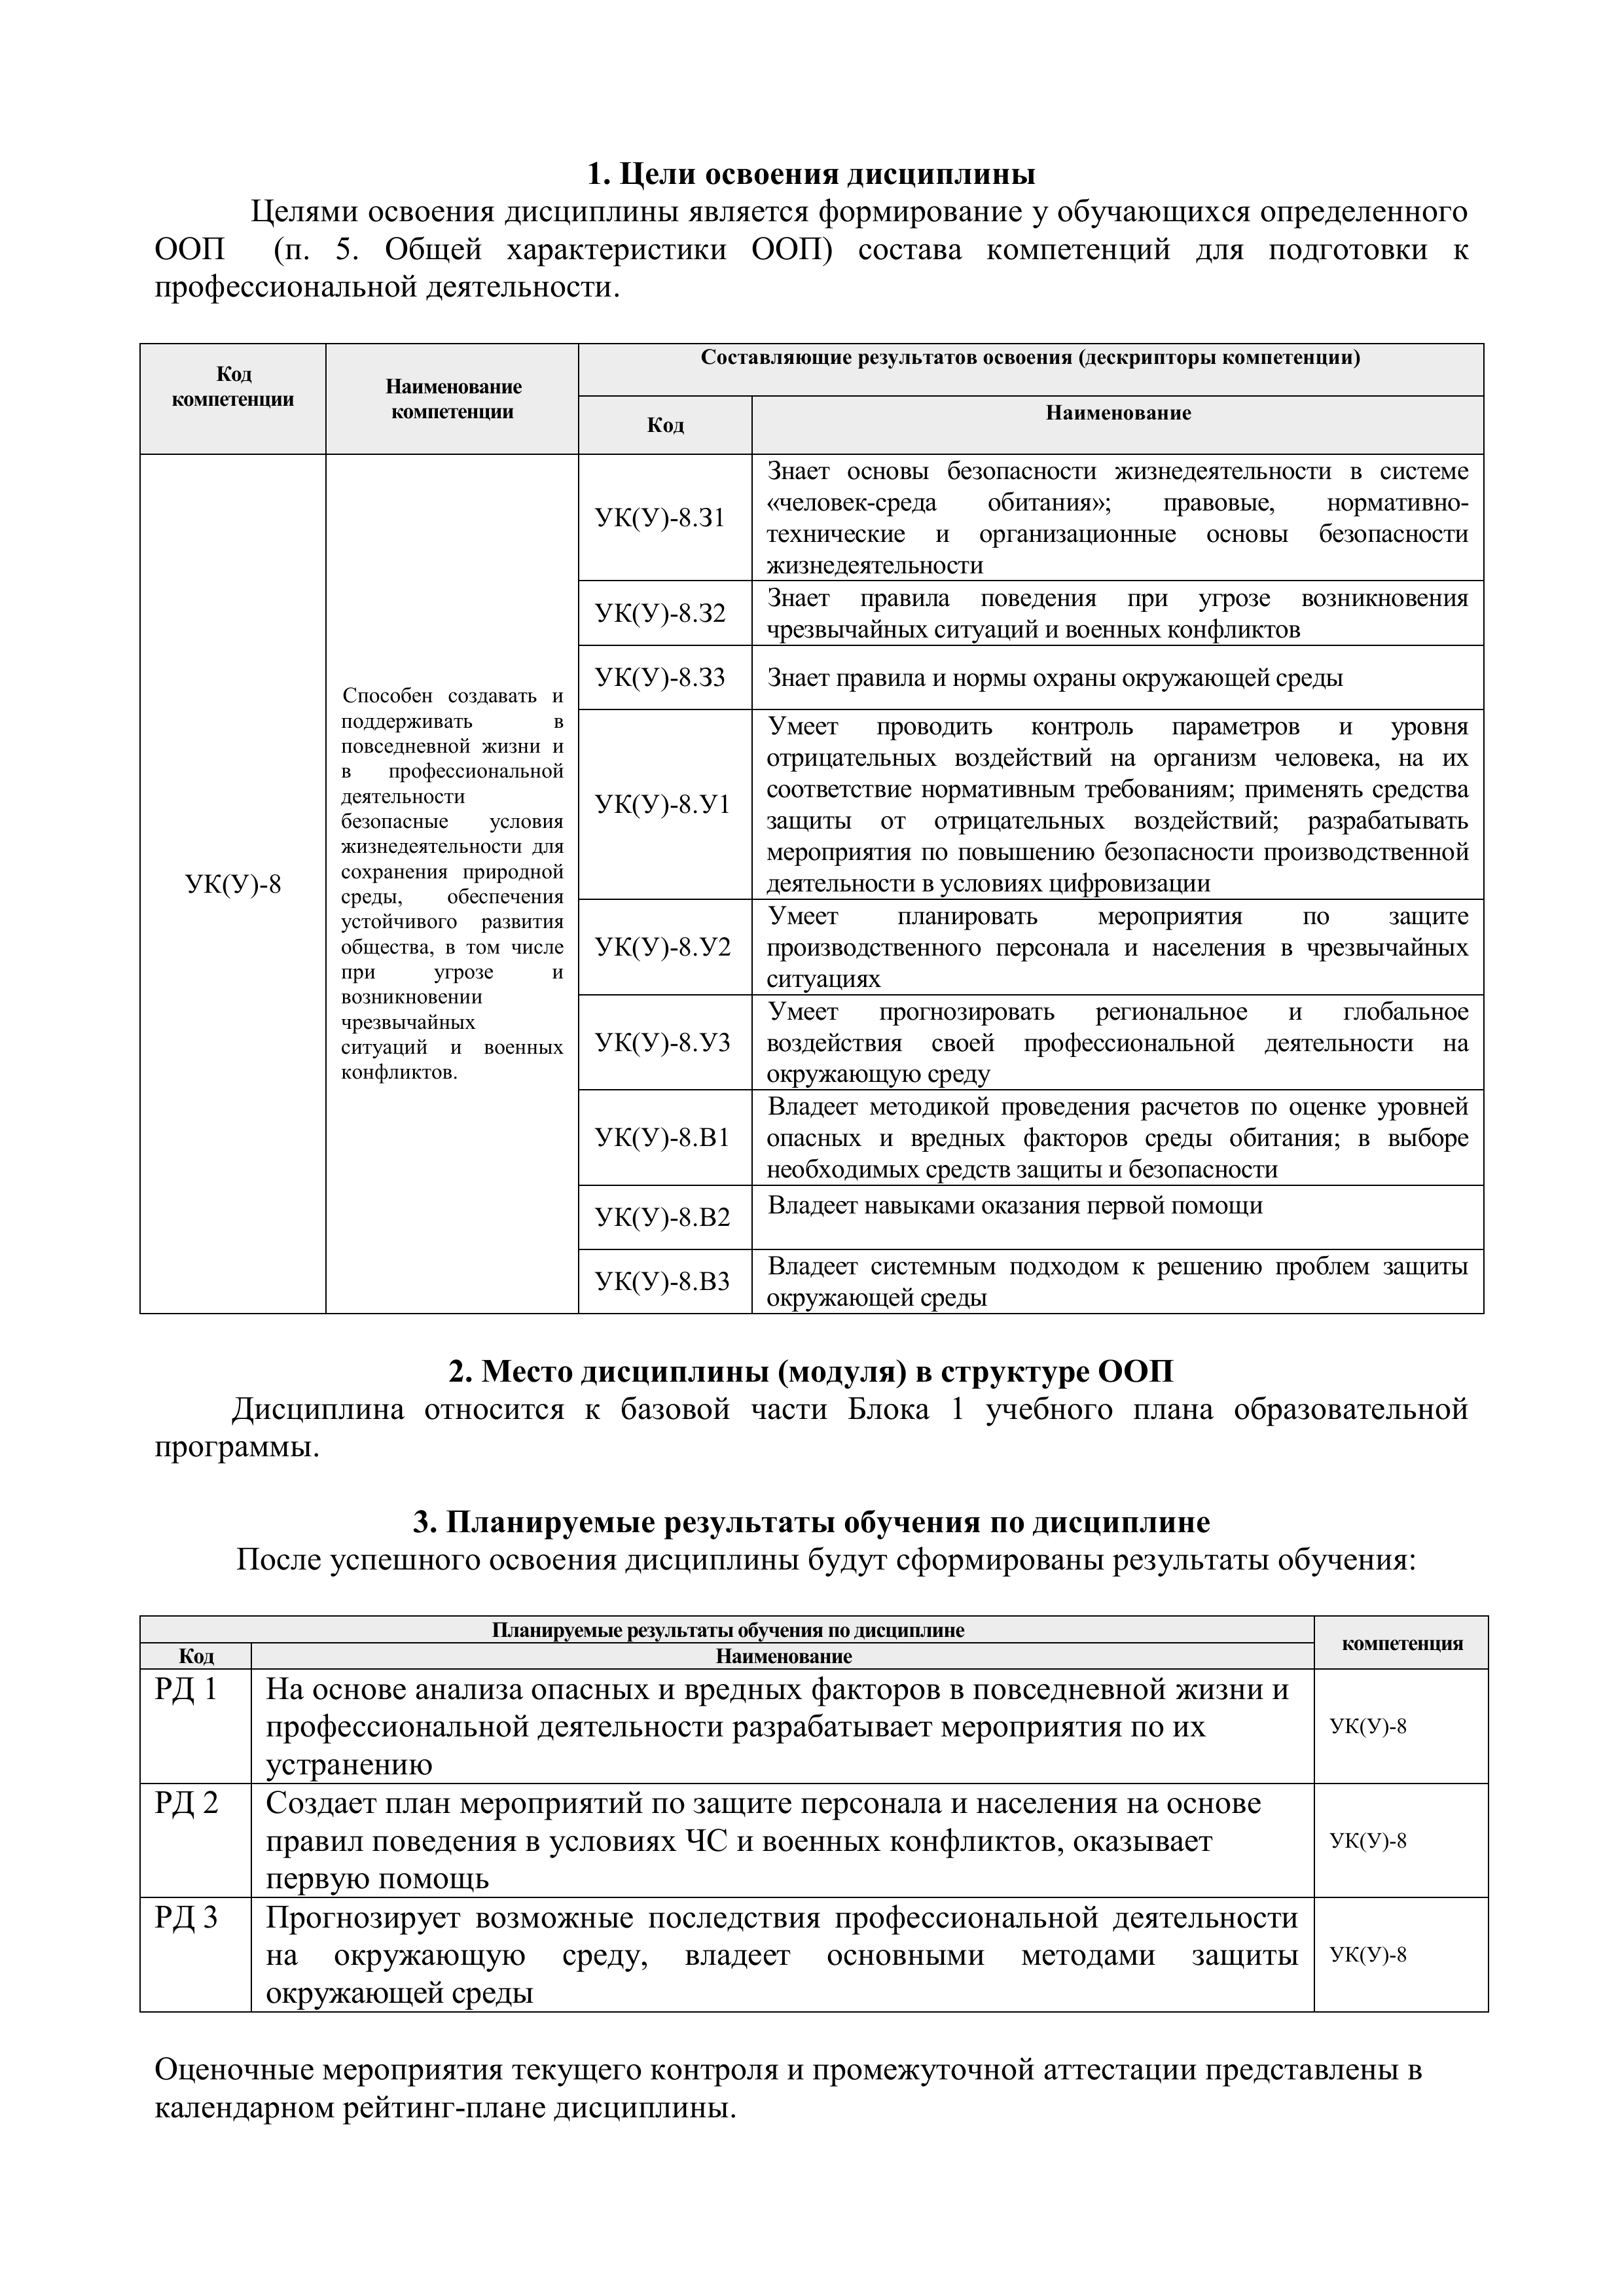 1. Цели освоения дисциплины
Целями освоения дисциплины является формирование у обучающихся определенного
ООП (п. 5. Общей характеристики ООП) состава компетенций для подготовки к
профессиональной деятельности.
Код
компетенции
Наименование
компетенции
Составляющие результатов освоения (дескрипторы компетенции)
Код
Наименование
УК(У)-8
Способен создавать и
поддерживать в
повседневной жизни и
в профессиональной
деятельности
безопасные условия
жизнедеятельности для
сохранения природной
среды, обеспечения
устойчивого развития
общества, в том числе
при угрозе и
возникновении
чрезвычайных
ситуаций и военных
конфликтов.
УК(У)-8.З1
Знает основы безопасности жизнедеятельности в системе
«человек-среда обитания»; правовые, нормативно-
технические и организационные основы безопасности
жизнедеятельности
УК(У)-8.З2
Знает правила поведения при угрозе возникновения
чрезвычайных ситуаций и военных конфликтов
УК(У)-8.З3
Знает правила и нормы охраны окружающей среды
УК(У)-8.У1
Умеет проводить контроль параметров и уровня
отрицательных воздействий на организм человека, на их
соответствие нормативным требованиям; применять средства
защиты от отрицательных воздействий; разрабатывать
мероприятия по повышению безопасности производственной
деятельности в условиях цифровизации
УК(У)-8.У2
Умеет планировать мероприятия по защите
производственного персонала и населения в чрезвычайных
ситуациях
УК(У)-8.У3
Умеет прогнозировать региональное и глобальное
воздействия своей профессиональной деятельности на
окружающую среду
УК(У)-8.В1
Владеет методикой проведения расчетов по оценке уровней
опасных и вредных факторов среды обитания; в выборе
необходимых средств защиты и безопасности
УК(У)-8.В2
Владеет навыками оказания первой помощи
УК(У)-8.В3
Владеет системным подходом к решению проблем защиты
окружающей среды
2. Место дисциплины (модуля) в структуре ООП
Дисциплина относится к базовой части Блока 1 учебного плана образовательной
программы.
3. Планируемые результаты обучения по дисциплине
После успешного освоения дисциплины будут сформированы результаты обучения:
Планируемые результаты обучения по дисциплине
компетенция
Код
Наименование
РД 1
На основе анализа опасных и вредных факторов в повседневной жизни и
профессиональной деятельности разрабатывает мероприятия по их
устранению
УК(У)-8
РД 2
Создает план мероприятий по защите персонала и населения на основе
правил поведения в условиях ЧС и военных конфликтов, оказывает
первую помощь
УК(У)-8
РД 3
Прогнозирует возможные последствия профессиональной деятельности
на окружающую среду, владеет основными методами защиты
окружающей среды
УК(У)-8
Оценочные мероприятия текущего контроля и промежуточной аттестации представлены в
календарном рейтинг-плане дисциплины.